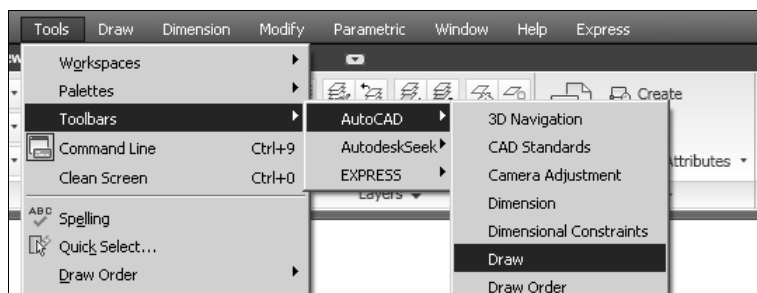 Tools Draw Dimension Modify Parametric Window Help Express
Workspaces
Palettes
Create
Toolbars
AutoCAD
3D Navigation
Command Line Ctrl+9
AutodeskSeek
CAD Standards
ttributes
Clean Screen Ctrl+0
EXPRESS
Camera Adjustment
Layers
Dimension
ABC Spelling
Dimensional Constraints
Quick Select...
Draw
Draw Order
Draw Order